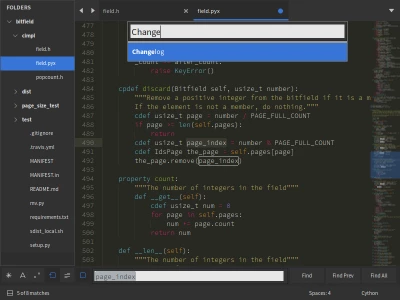 FOLDERS
bitfield
cimpl
field.h
field.pyx
popcount.h
dist
page_size_test
test
.gitignore
.travis.yml
MANIFEST
MANIFEST.in
README.md
mv.py
requirements.txt
sdist_local.sh
setup.py
field.h
field.pyx
Change
Changelog
477
478
479
480
481
482 raise KeyError()
483
484 cpdef discard(Bitfield self, usize_t number):
485 """Remove a positive integer from the bitfield if it is a m
486 If the element is not a member, do nothing."""
487 cdef usize_t page = number / PAGE_FULL_COUNT
488 if page >= len(self.pages):
489 return
490 cdef usize_t page_index = number % PAGE_FULL_COUNT
491 cdef IdsPage the_page = self.pages[page]
492 the_page.remove(page_index)
493
494
495 property count:
496 """The number of integers in the field"""
497 def __get__(self):
498 cdef usize_t num = 0
499 for page in self.pages:
500 num += page.count
501 return num
502 def __len__(self):
503 """The number of integers in the field"""
page_index
Find
Find Prev
Find All
5 of 11 matches
Spaces: 4
Cython